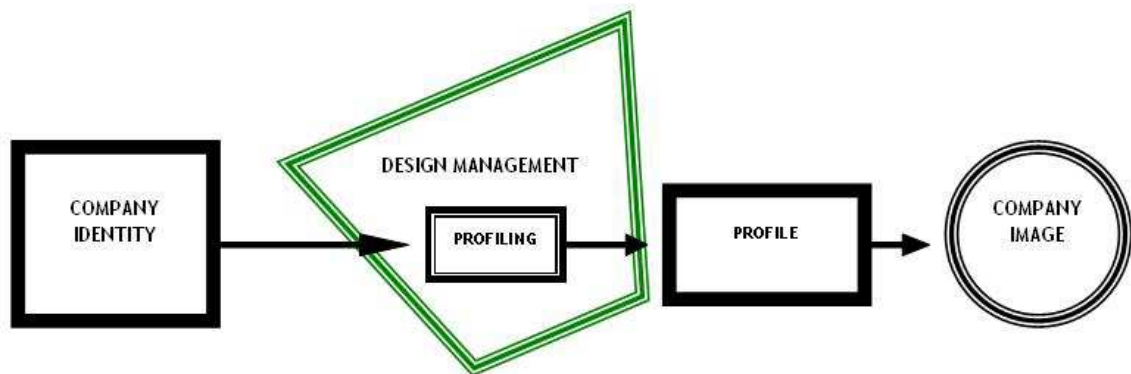 COMPANY
IDENTITY
DESIGN MANAGEMENT
PROFILING
PROFILE
COMPANY
IMAGE